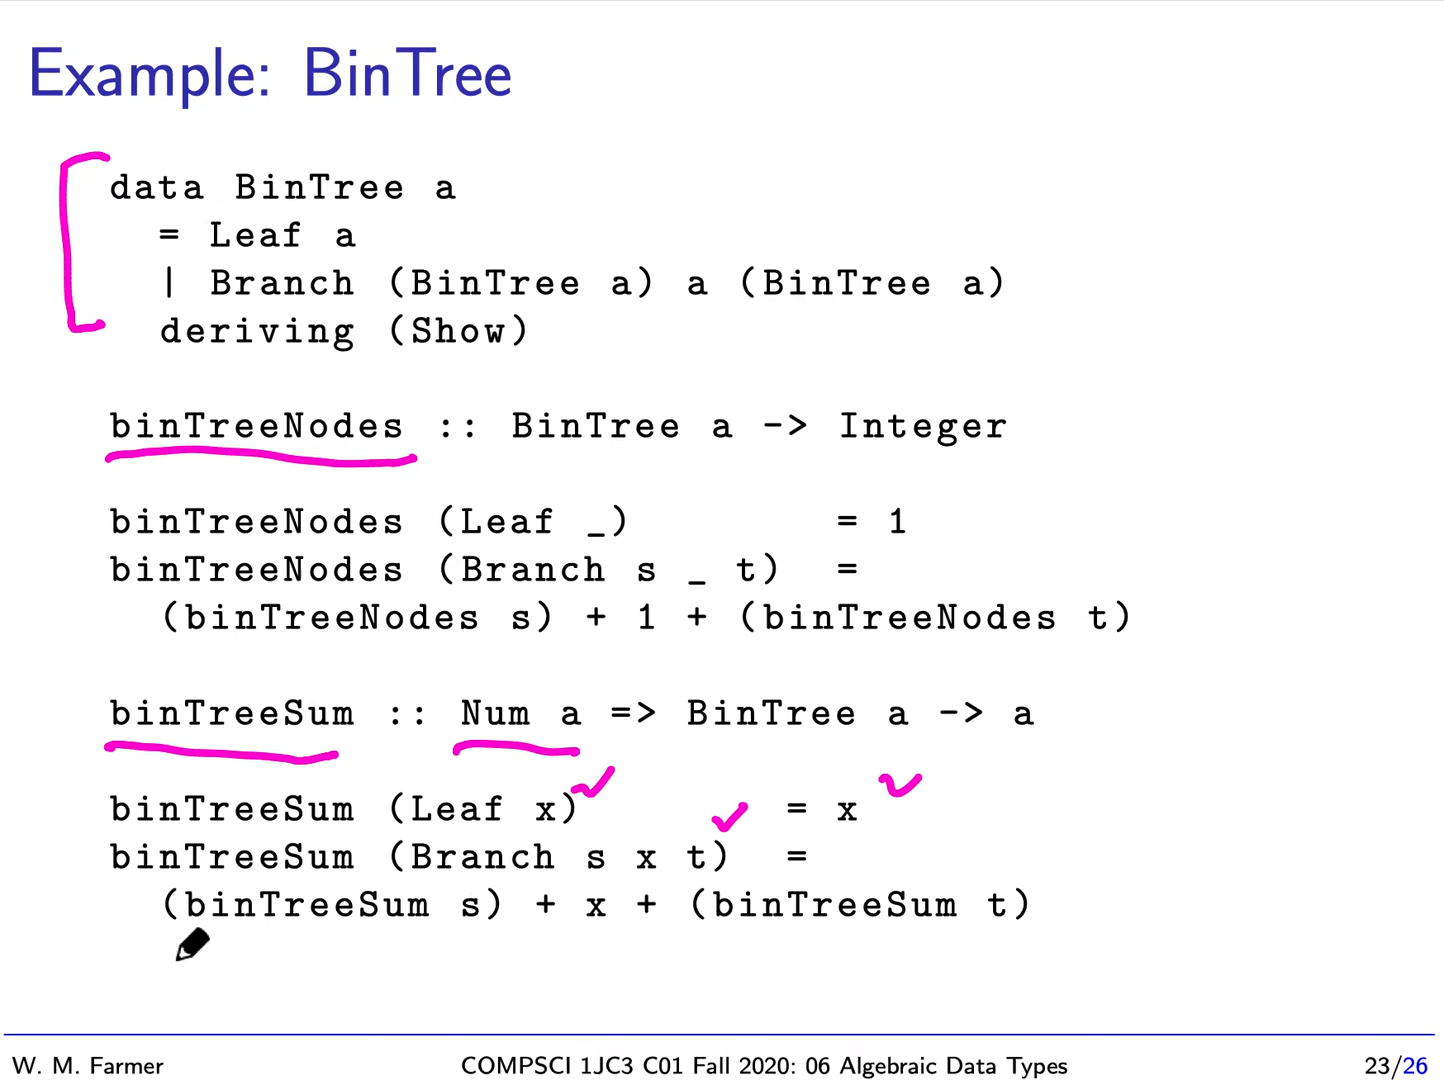 Example: BinTree
data BinTree a
= Leaf a
| Branch (BinTree a) a (BinTree a)
deriving (Show)
binTreeNodes :: BinTree a -> Integer
binTreeNodes (Leaf _) = 1
binTreeNodes (Branch s _ t) =
(binTreeNodes s) + 1 + (binTreeNodes t)
binTreeSum :: Num a => BinTree a -> a
binTreeSum (Leaf x) = x
binTreeSum (Branch s x t) =
(binTreeSum s) + x + (binTreeSum t)
W. M. Farmer COMPSCI 1JC3 C01 Fall 2020: 06 Algebraic Data Types 23/26